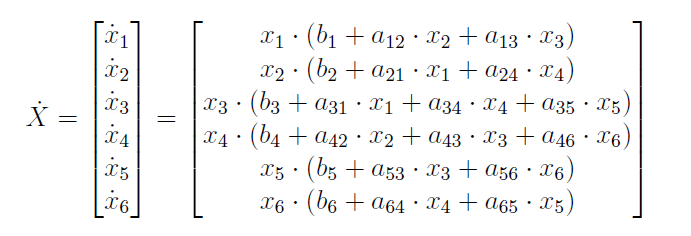 Ẋ = [ẋ₁ ẋ₂ ẋ₃ ẋ₄ ẋ₅ ẋ₆] = 
x₁ · (b₁ + a₁₂ · x₂ + a₁₃ · x₃)
x₂ · (b₂ + a₂₁ · x₁ + a₂₄ · x₄)
x₃ · (b₃ + a₃₁ · x₁ + a₃₄ · x₄ + a₃₅ · x₅)
x₄ · (b₄ + a₄₂ · x₂ + a₄₃ · x₃ + a₄₆ · x₆)
x₅ · (b₅ + a₅₃ · x₃ + a₅₆ · x₆)
x₆ · (b₆ + a₆₄ · x₄ + a₆₅ · x₅)